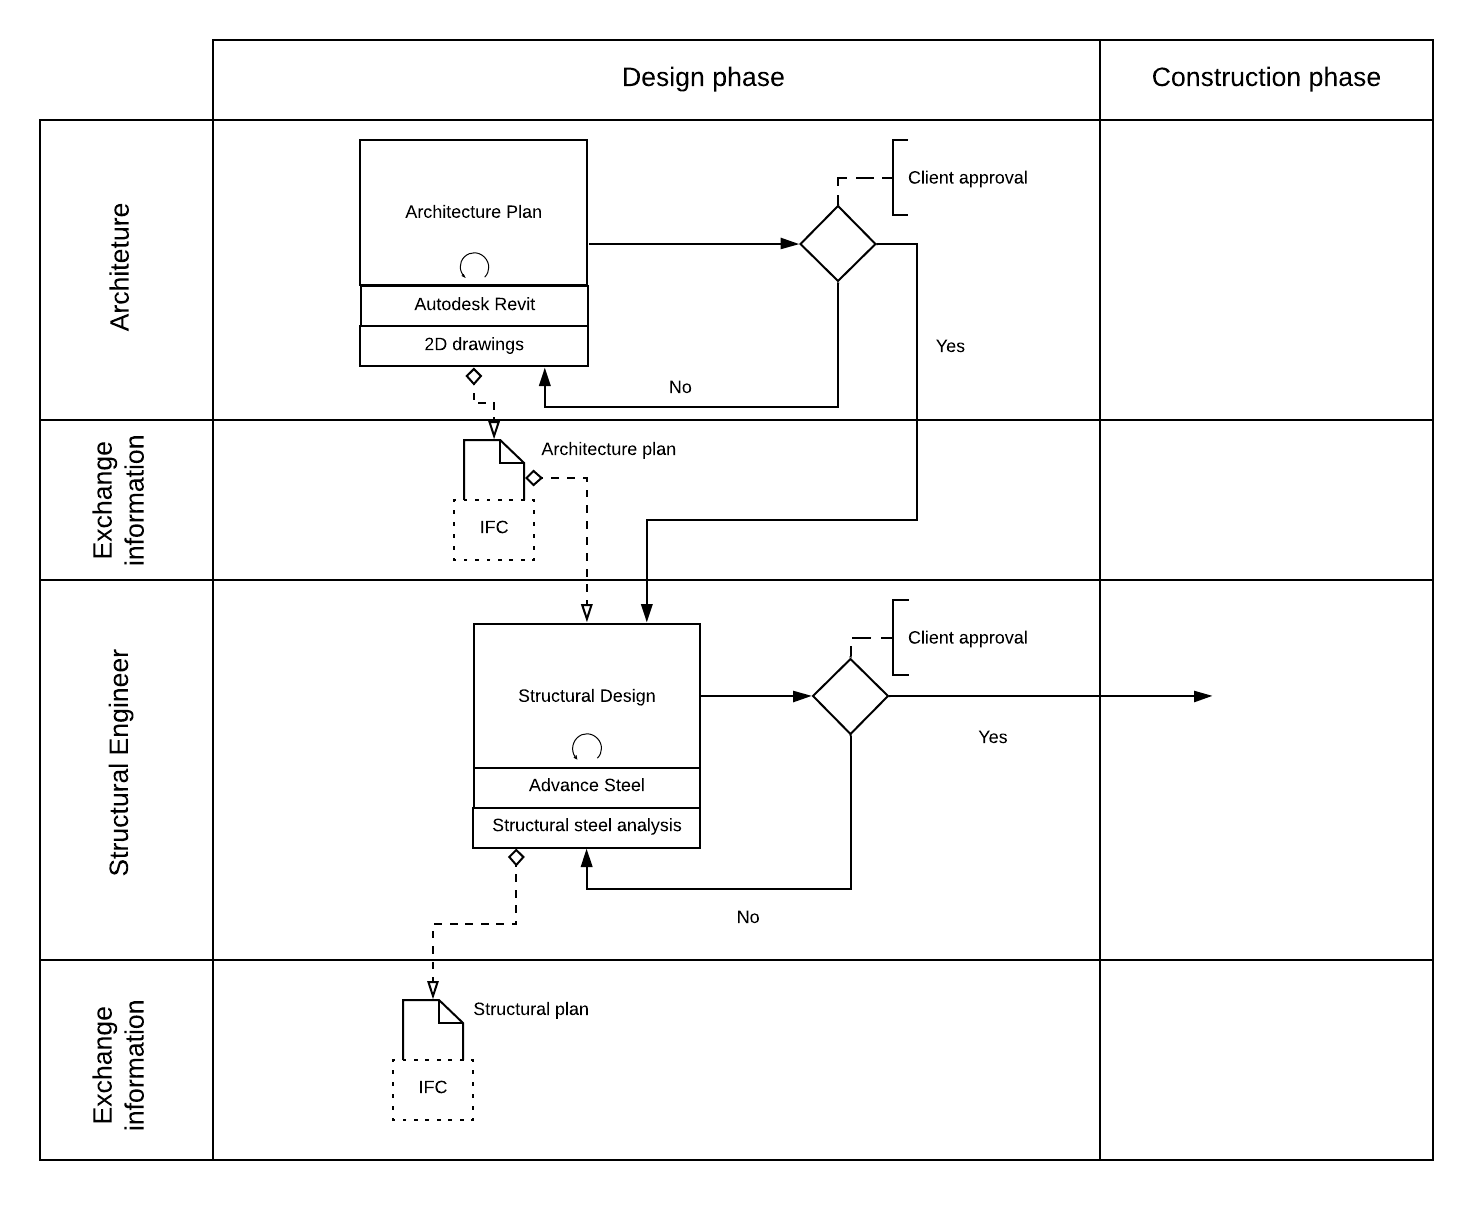 Design phase
Construction phase
Architeture
Architecture Plan
Autodesk Revit
2D drawings
Client approval
Yes
No
Exchange
information
Architecture plan
IFC
Structural Engineer
Structural Design
Advance Steel
Structural steel analysis
Client approval
Yes
No
Exchange
information
Structural plan
IFC